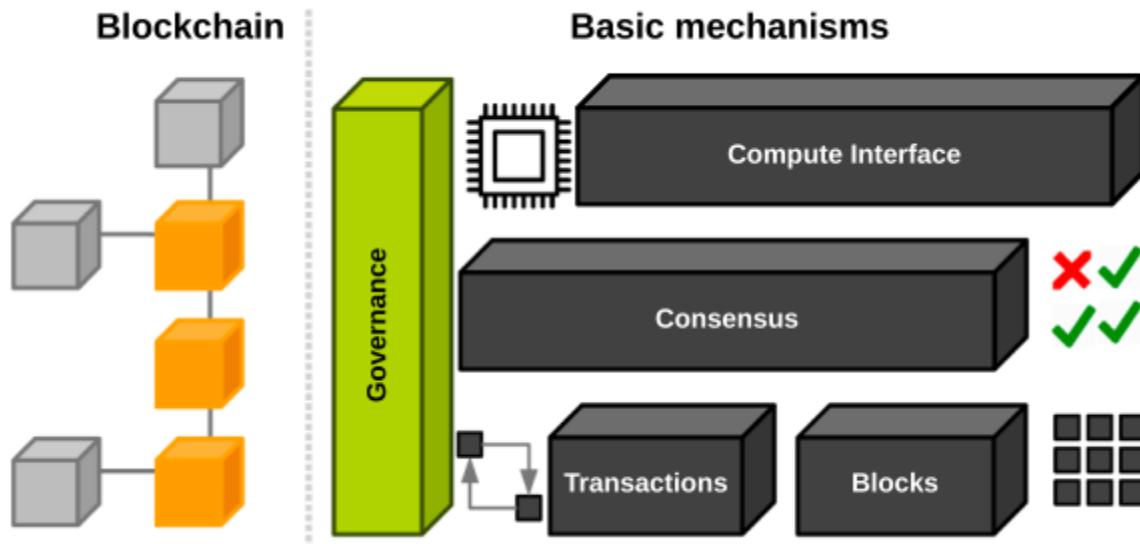 Blockchain
Basic mechanisms
Governance
Compute Interface
Consensus
Transactions
Blocks